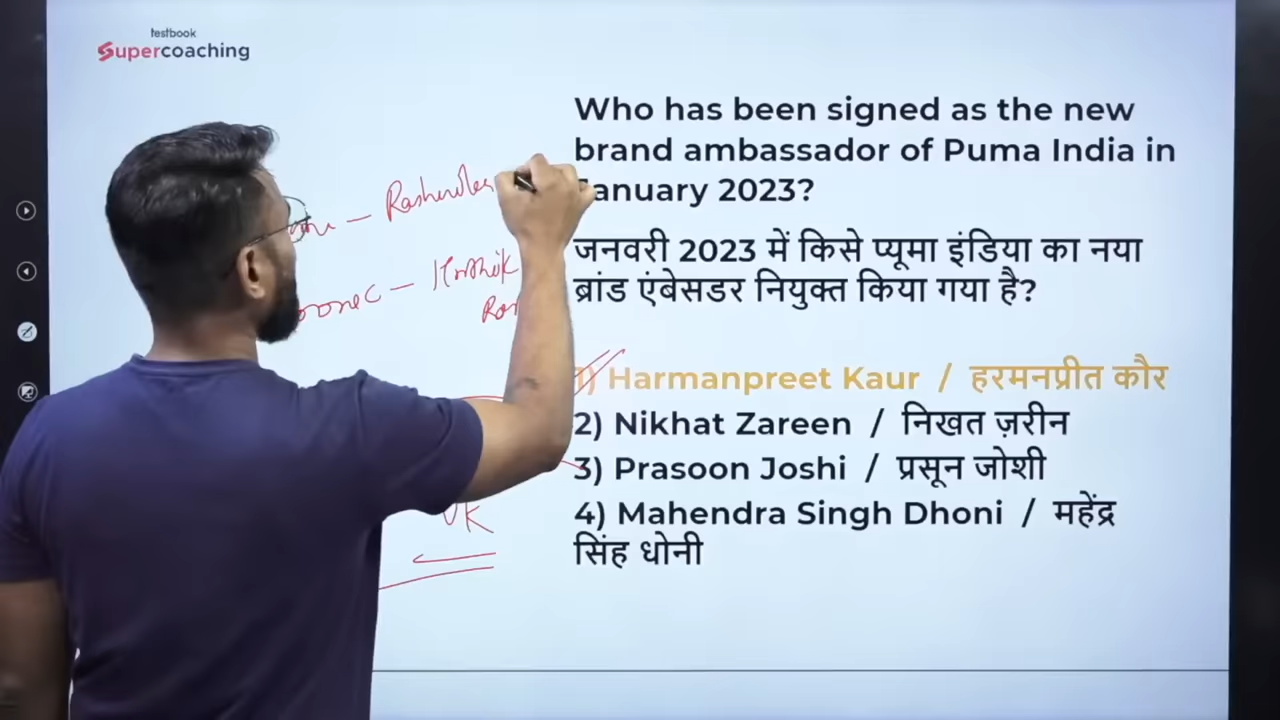 testbook
Supercoaching
Who has been signed as the new
brand ambassador of Puma India in
January 2023?
जनवरी 2023 में किसे प्यूमा इंडिया का नया
ब्रांड एंबेसडर नियुक्त किया गया है?
1) Harmanpreet Kaur / हरमनप्रीत कौर
2) Nikhat Zareen / निखत ज़रीन
3) Prasoon Joshi / प्रसून जोशी
4) Mahendra Singh Dhoni / महेंद्र
सिंह धोनी
VK